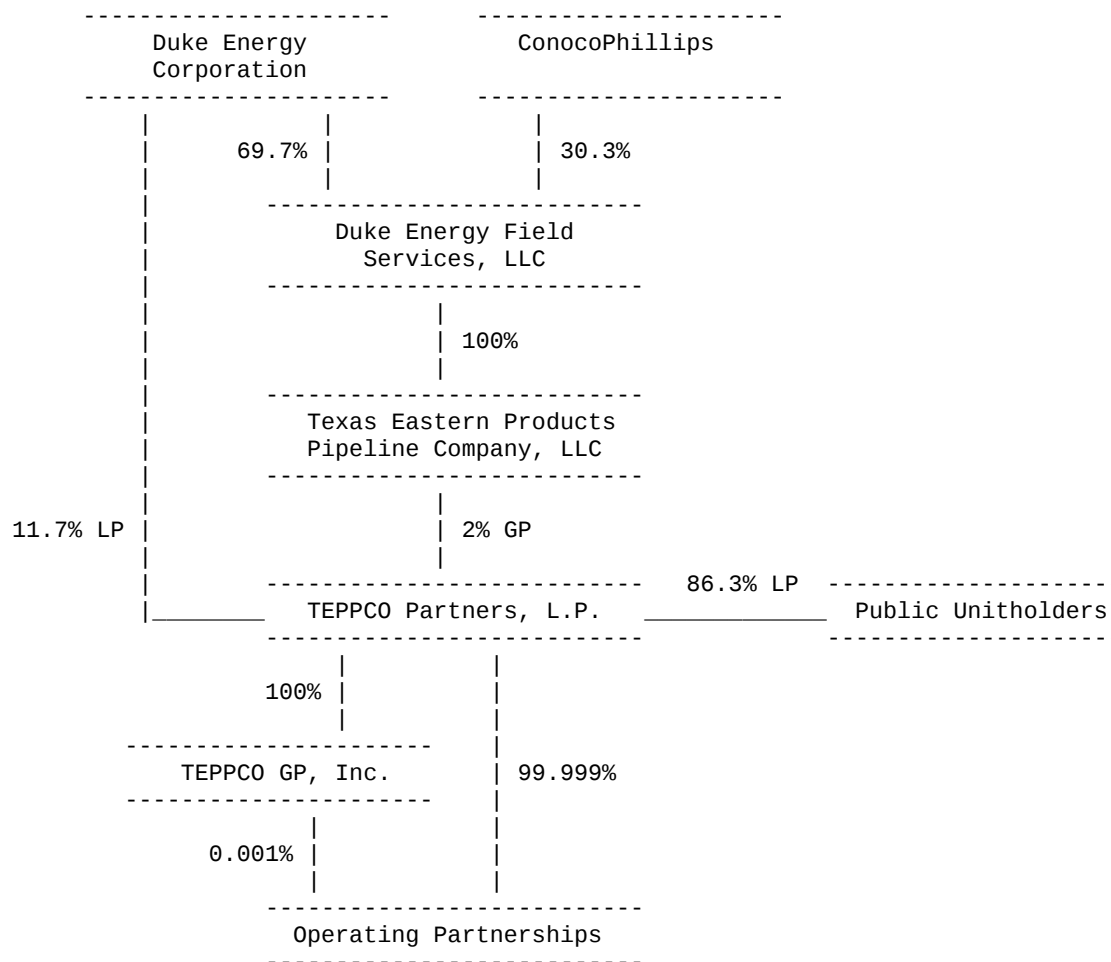 Duke Energy ConocoPhillips
Corporation
69.7% 30.3%
Duke Energy Field
Services, LLC
100%
Texas Eastern Products
Pipeline Company, LLC
11.7% LP 2% GP
86.3% LP
TEPPCO Partners, L.P. Public Unitholders
100%
TEPPCO GP, Inc. 99.999%
0.001%
Operating Partnerships